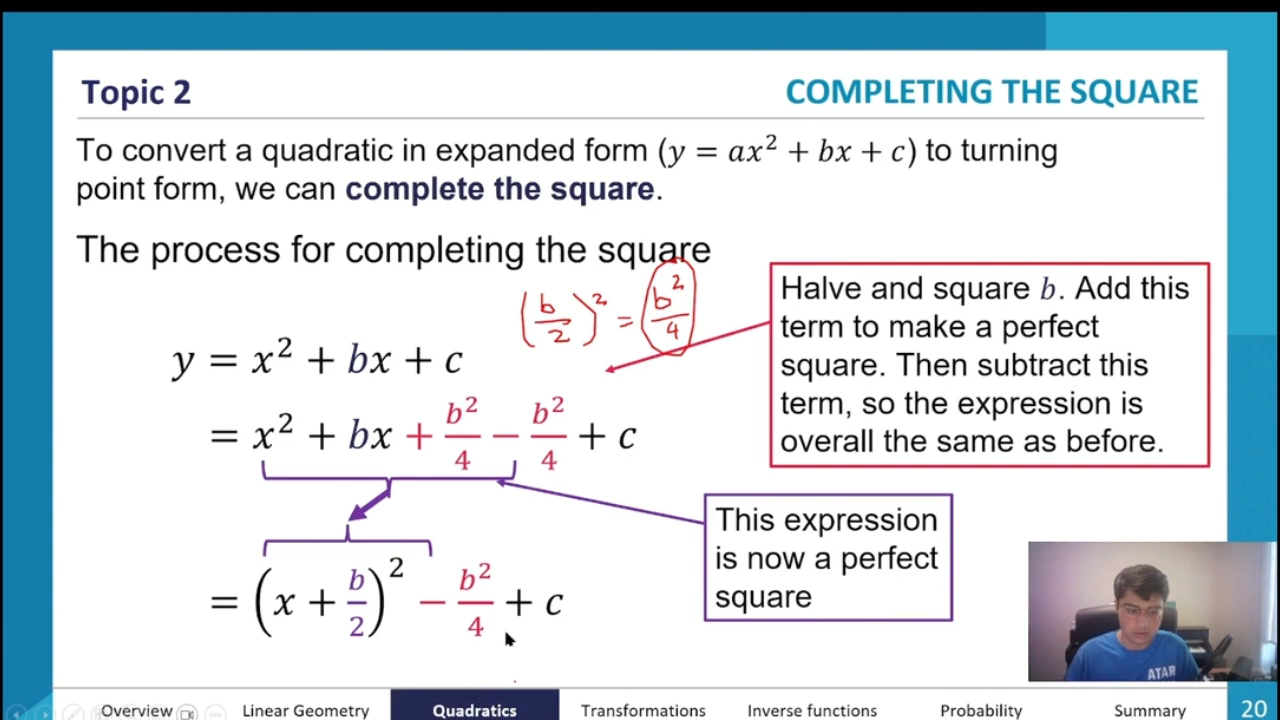 Topic 2
COMPLETING THE SQUARE
To convert a quadratic in expanded form (y = ax² + bx + c) to turning
point form, we can complete the square.
The process for completing the square
(b/2)² = b²/4
y = x² + bx + c
= x² + bx + b²/4 − b²/4 + c
= (x + b/2)² − b²/4 + c
Halve and square b. Add this
term to make a perfect
square. Then subtract this
term, so the expression is
overall the same as before.
This expression
is now a perfect
square
ATAR
Overview Linear Geometry Quadratics Transformations Inverse functions Probability Summary 20